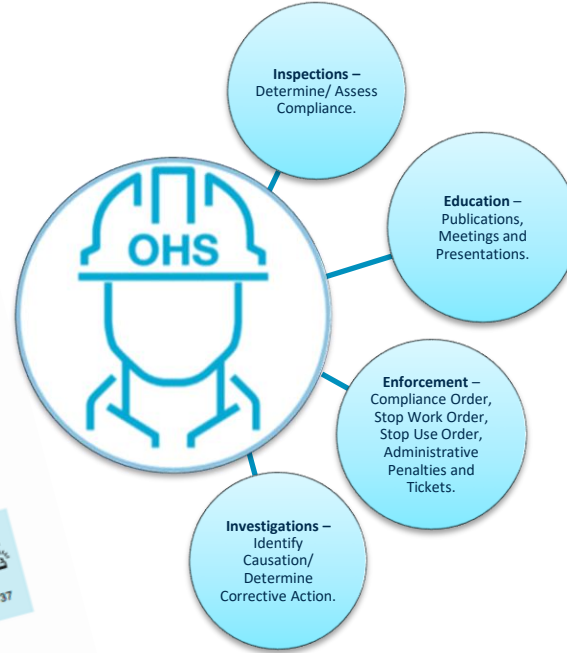 Inspections –
Determine/ Assess
Compliance.
OHS
Education –
Publications,
Meetings and
Presentations.
Enforcement –
Compliance Order,
Stop Work Order,
Stop Use Order,
Administrative
Penalties and
Tickets.
Investigations –
Identify
Causation/
Determine
Corrective Action.
37